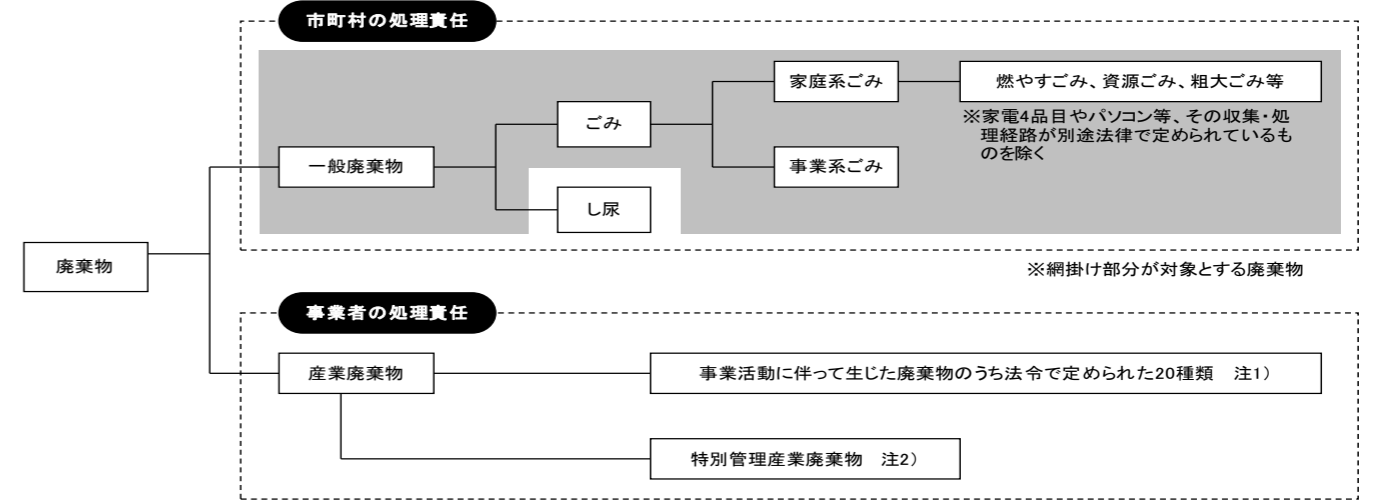 市町村の処理責任
家庭系ごみ
燃やすごみ、資源ごみ、粗大ごみ等
※家電4品目やパソコン等、その収集・処
理経路が別途法律で定められているも
のを除く
ごみ
一般廃棄物
事業系ごみ
し尿
廃棄物
※網掛け部分が対象とする廃棄物
事業者の処理責任
産業廃棄物
事業活動に伴って生じた廃棄物のうち法令で定められた20種類　注1）
特別管理産業廃棄物　注2）